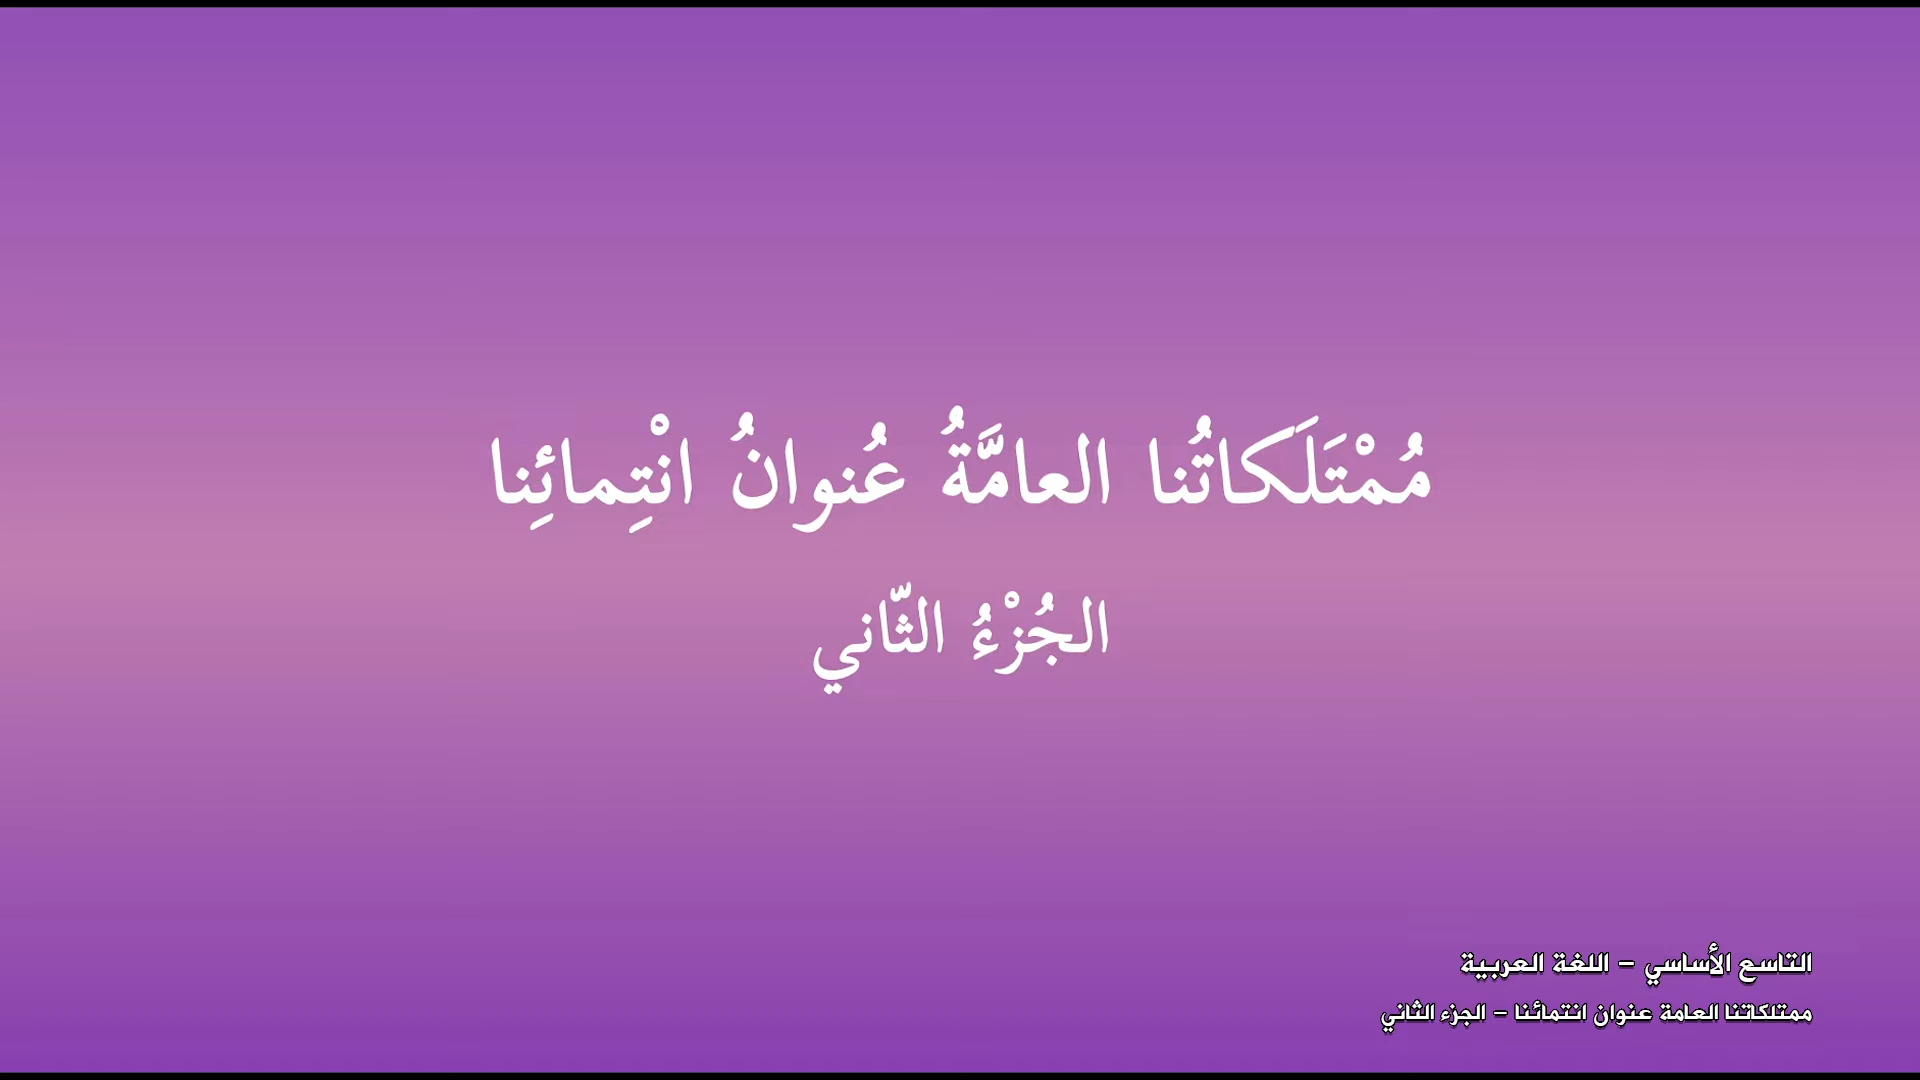 مُمْتَلَكاتُنا العامَّةُ عُنوانُ انْتِمائِنا
الجُزْءُ الثّاني
التاسع الأساسي – اللغة العربية
ممتلكاتنا العامة عنوان انتمائنا – الجزء الثاني